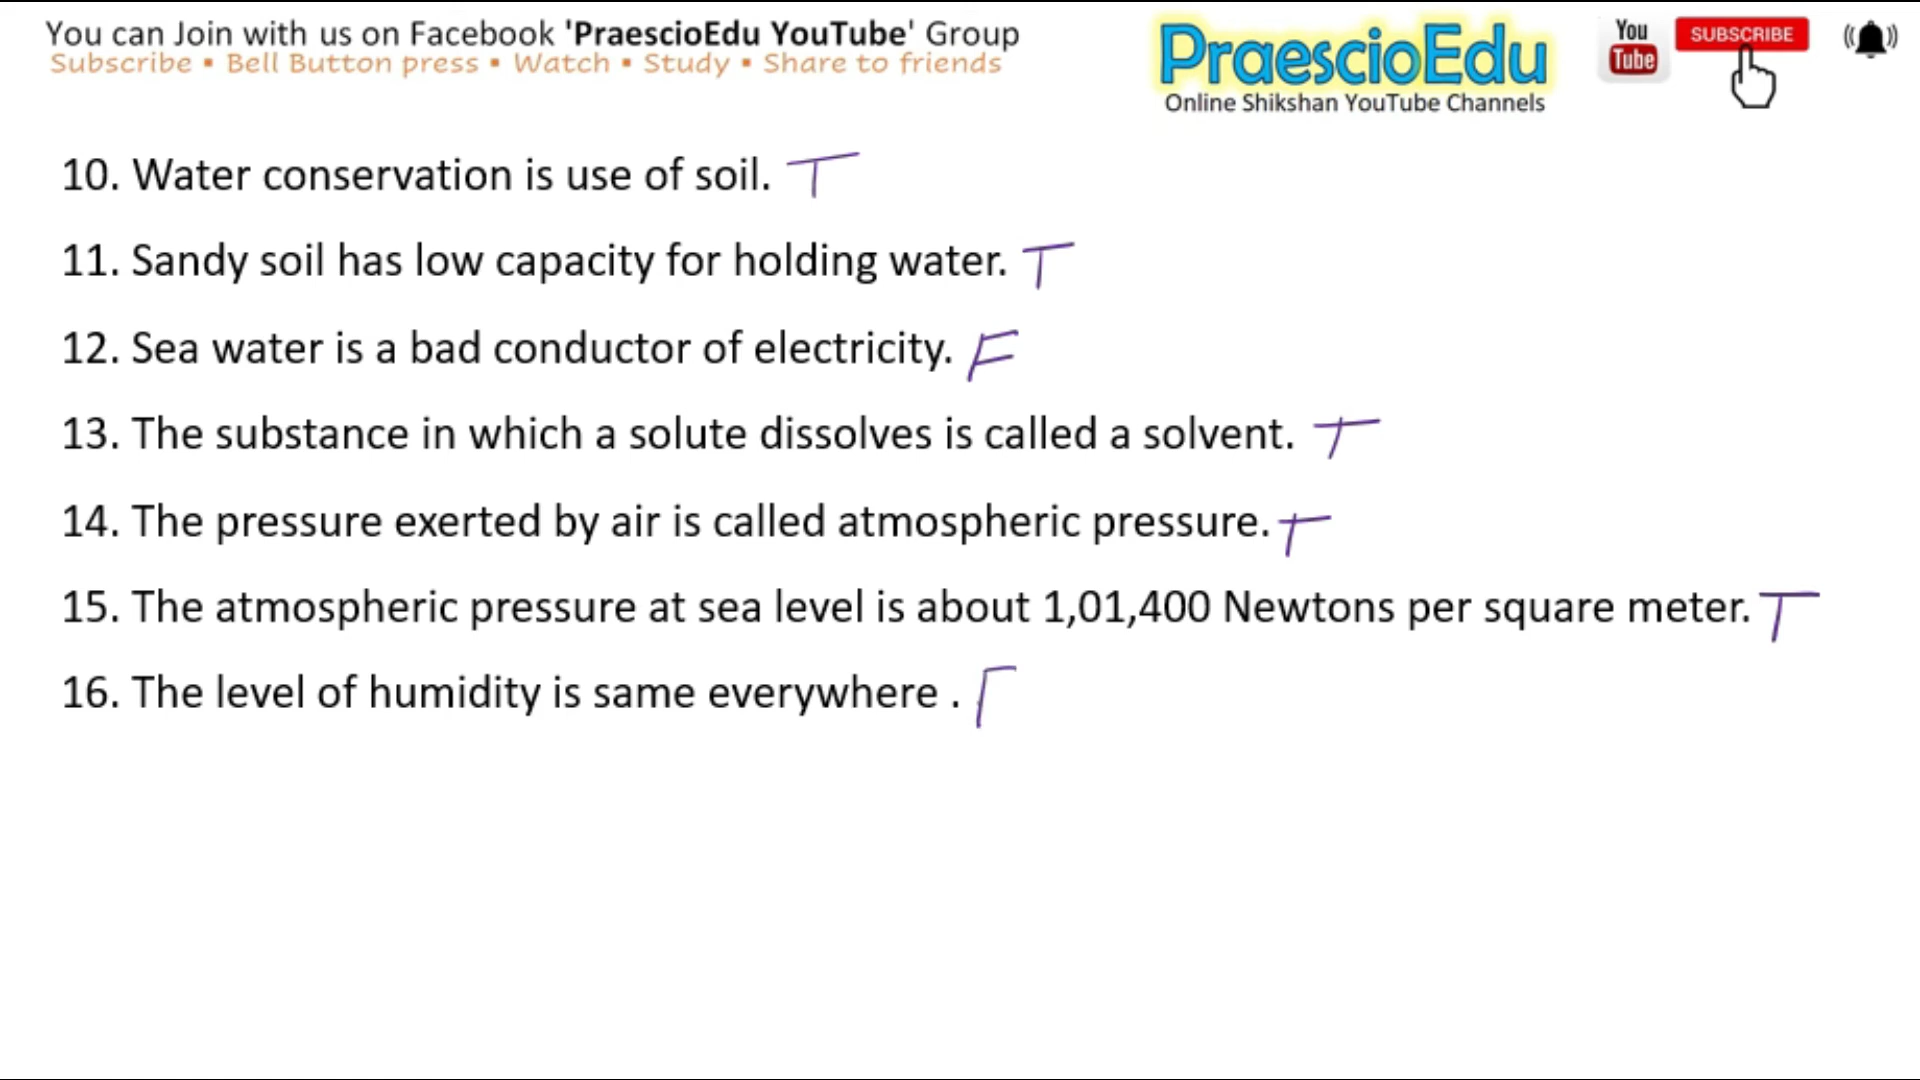 You can Join with us on Facebook 'PraescioEdu YouTube' Group
Subscribe ▪ Bell Button press ▪ Watch ▪ Study ▪ Share to friends
PraescioEdu
Online Shikshan YouTube Channels
You
Tube
SUBSCRIBE
10. Water conservation is use of soil. T
11. Sandy soil has low capacity for holding water. T
12. Sea water is a bad conductor of electricity. F
13. The substance in which a solute dissolves is called a solvent. T
14. The pressure exerted by air is called atmospheric pressure. T
15. The atmospheric pressure at sea level is about 1,01,400 Newtons per square meter. T
16. The level of humidity is same everywhere .